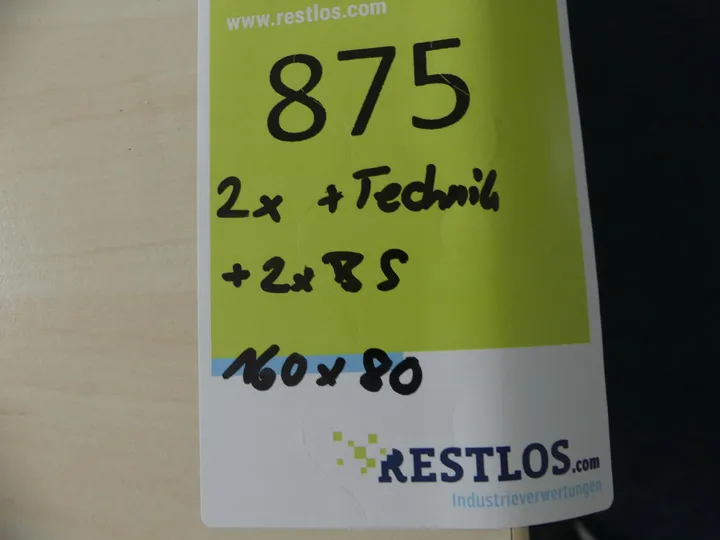 www.restlos.com
875
2x + Technik
+ 2x BS
160x80
RESTLOS.com
Industrieverwertungen